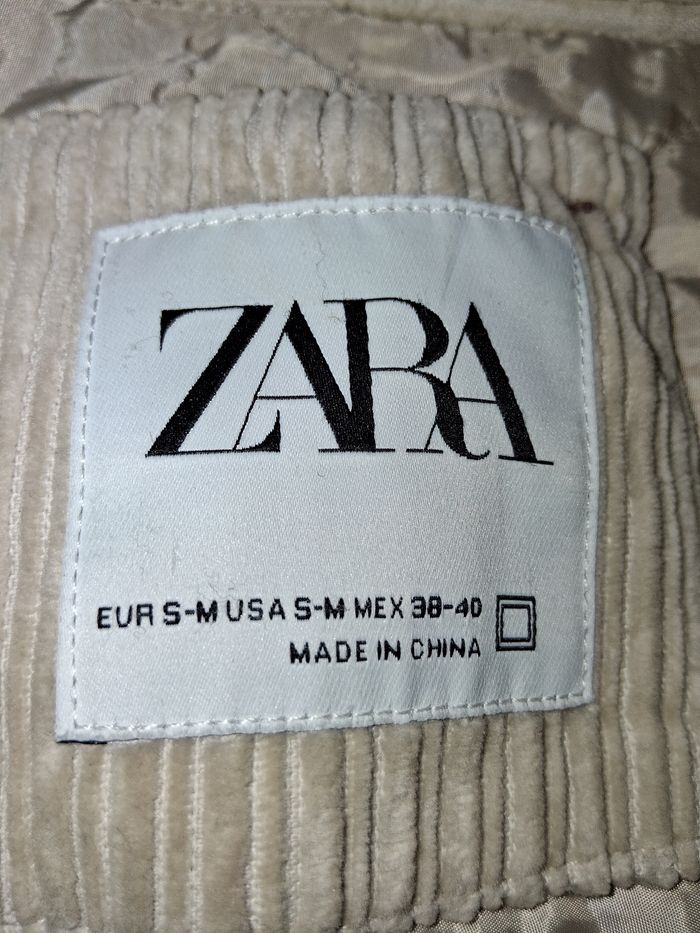 ZARA
EUR S-M USA S-M MEX 38-40
MADE IN CHINA